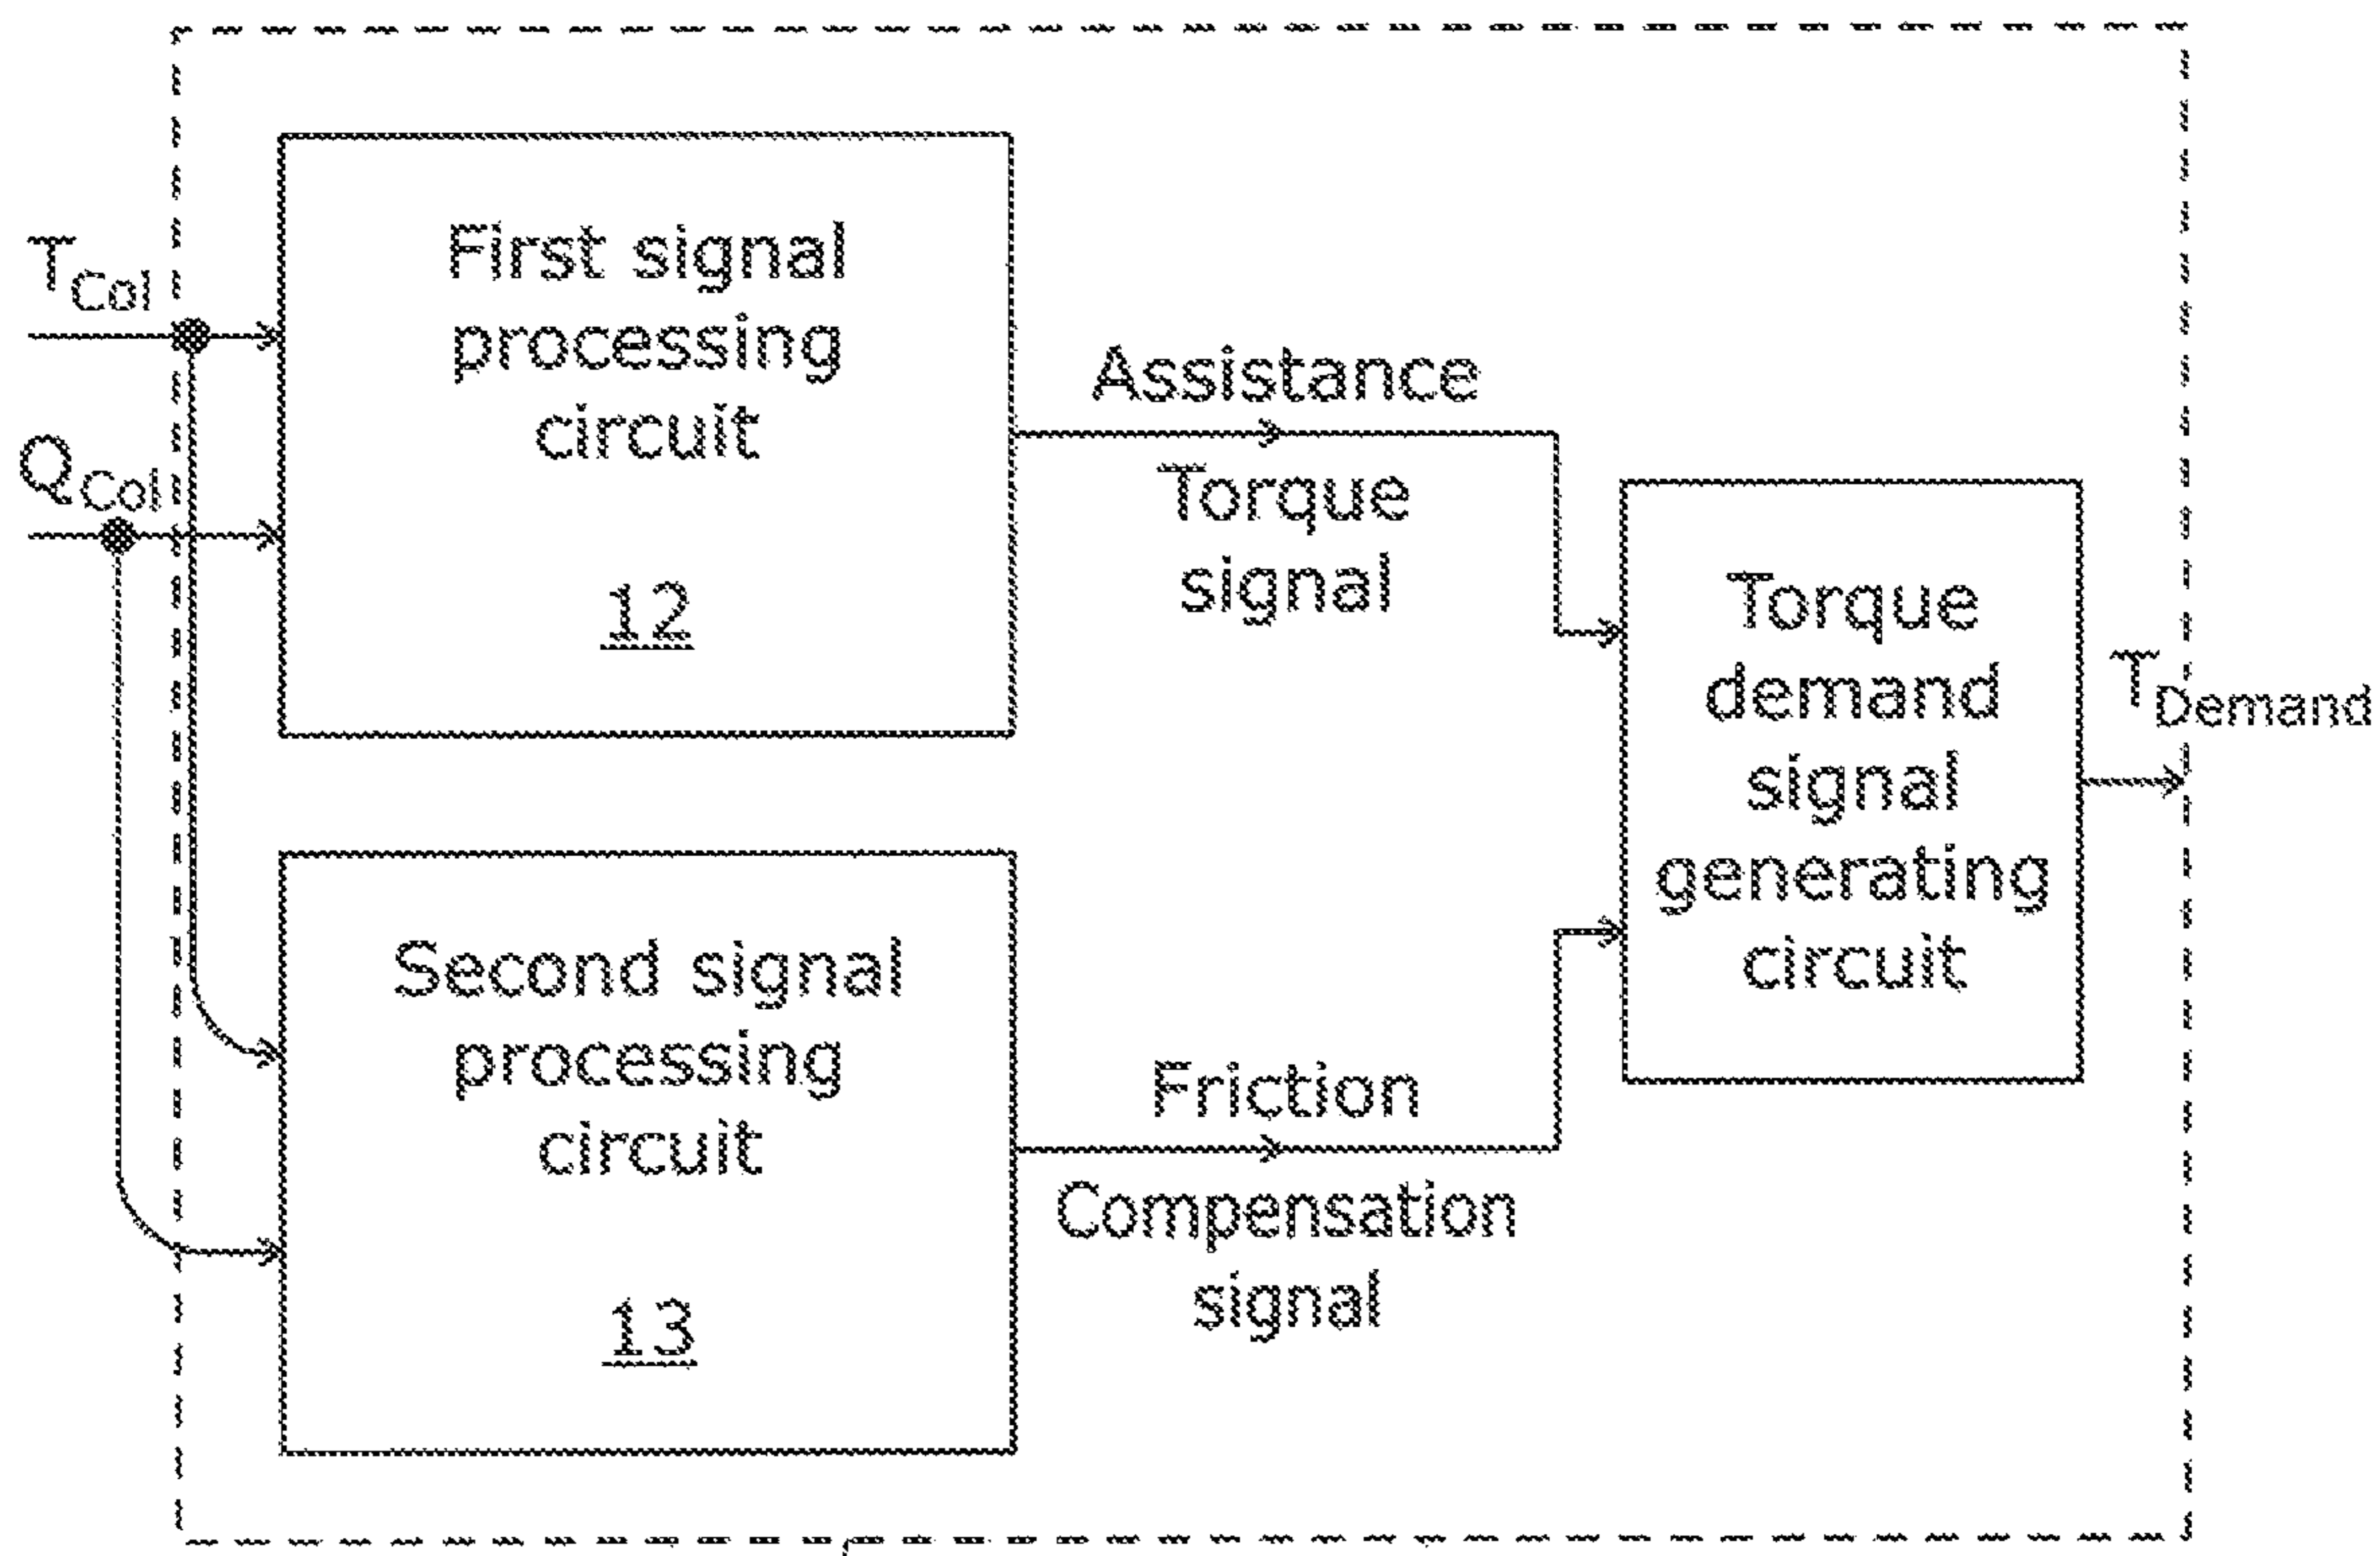 T_Col
Q_Col
First signal
processing
circuit
12
Assistance
Torque
signal
Second signal
processing
circuit
13
Friction
Compensation
signal
Torque
demand
signal
generating
circuit
T_Demand